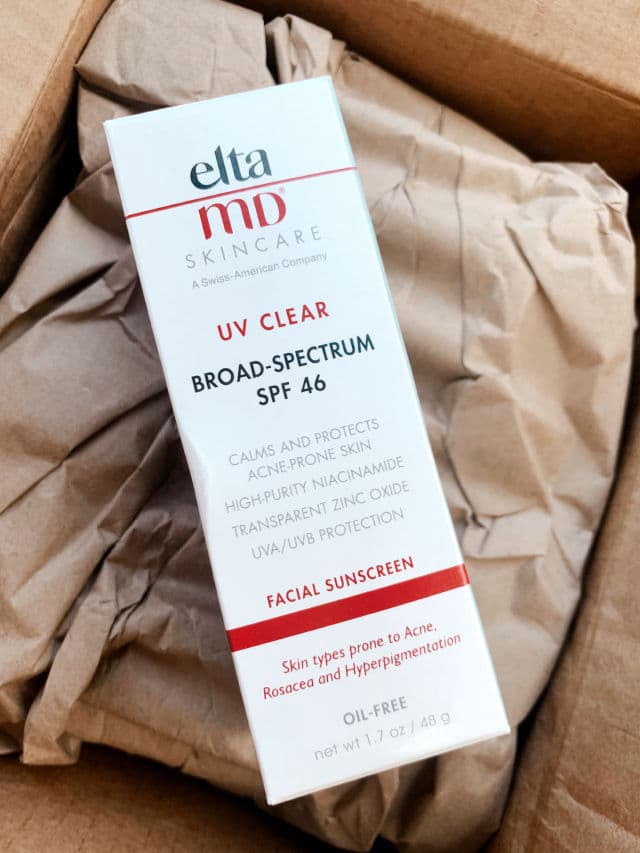 elta
MD®
SKINCARE
A Swiss-American Company
UV CLEAR
BROAD-SPECTRUM
SPF 46
CALMS AND PROTECTS
ACNE-PRONE SKIN
HIGH-PURITY NIACINAMIDE
TRANSPARENT ZINC OXIDE
UVA/UVB PROTECTION
FACIAL SUNSCREEN
Skin types prone to Acne,
Rosacea and Hyperpigmentation
OIL-FREE
net wt 1.7 oz / 48 g